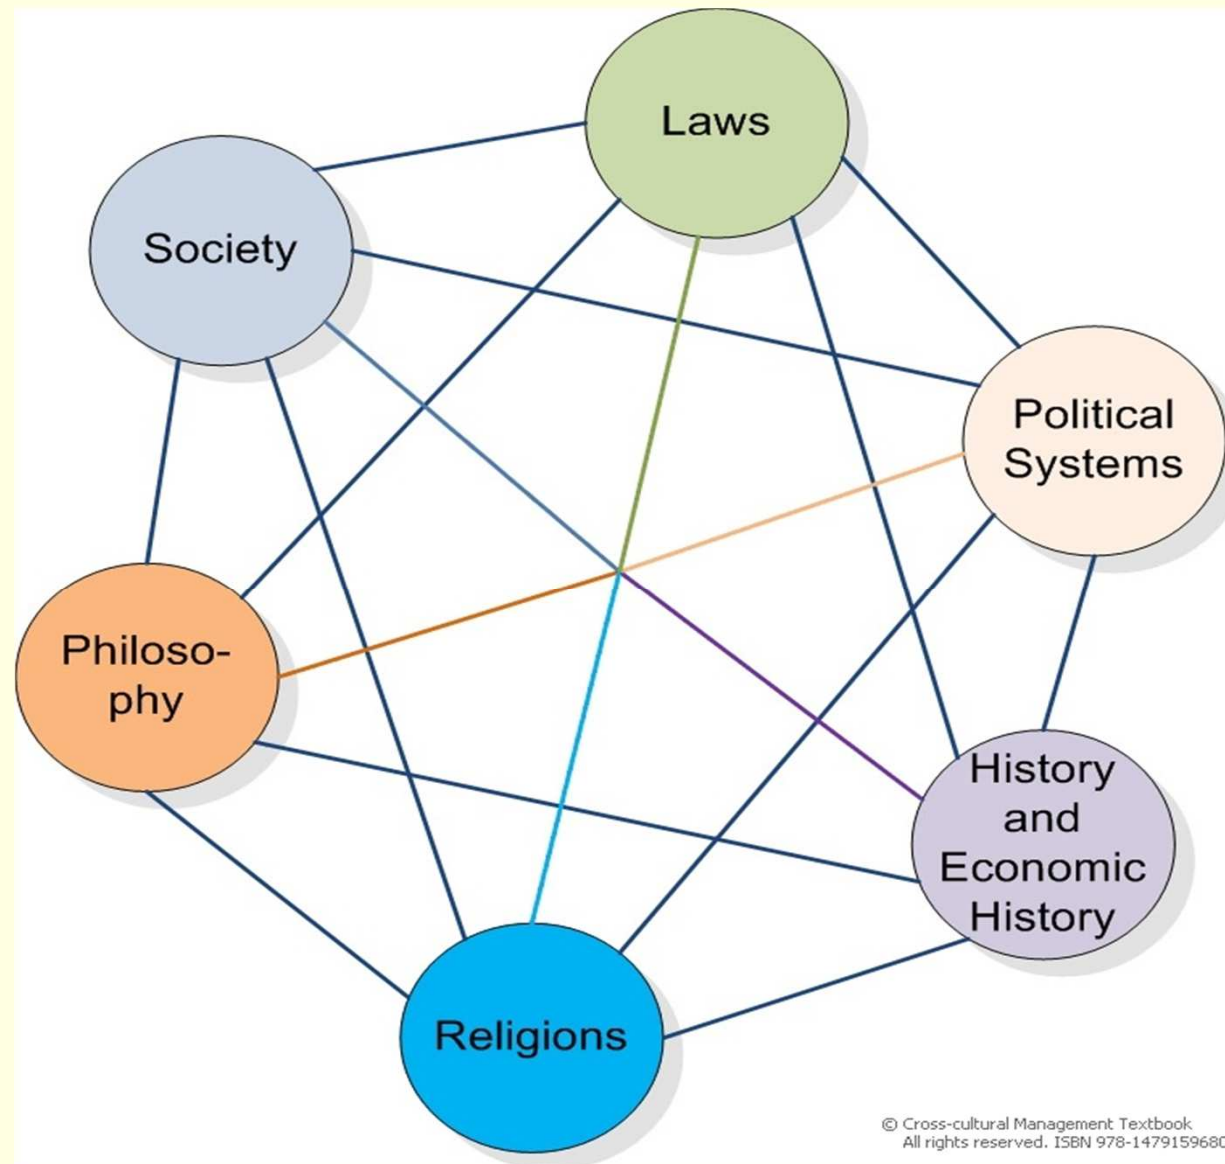 Laws
Society
Political
Systems
Philoso-
phy
History
and
Economic
History
Religions
© Cross-cultural Management Textbook
All rights reserved. ISBN 978-1479159680